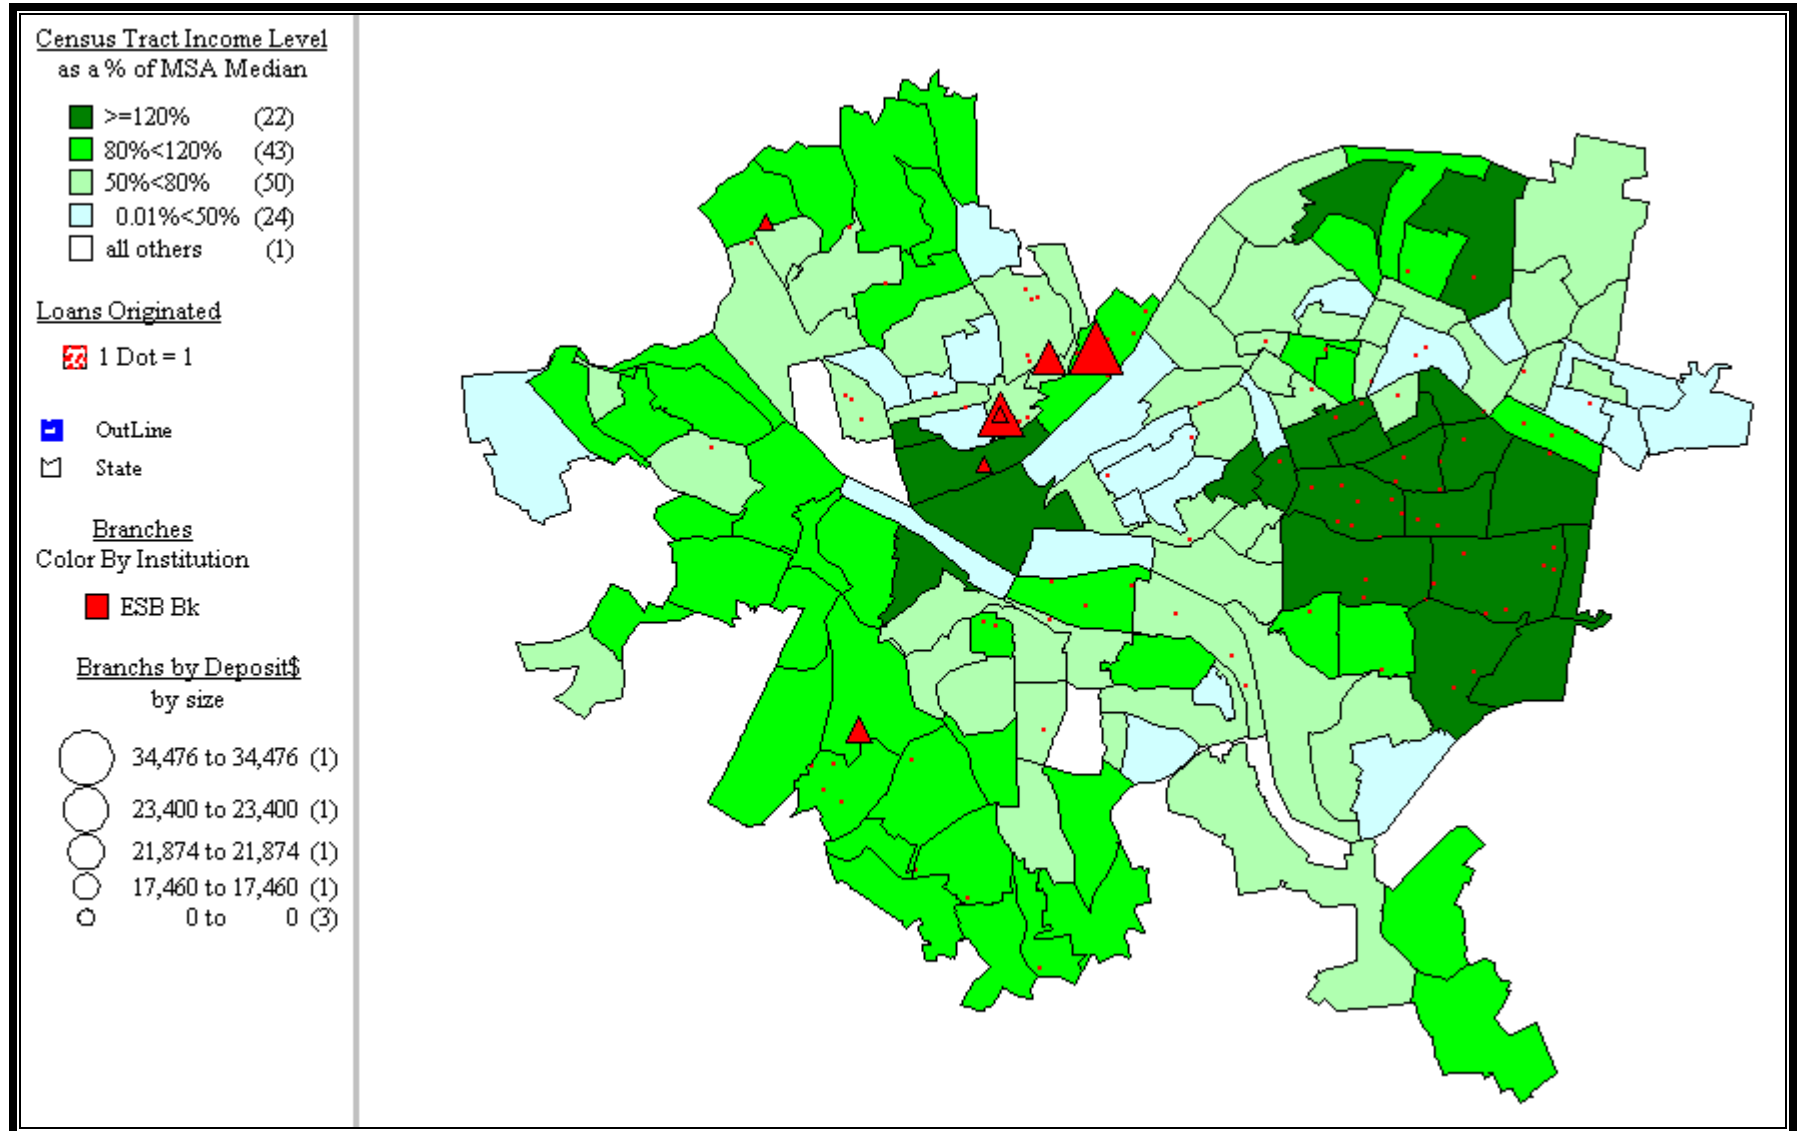 Census Tract Income Level
as a % of MSA Median
>=120% (22)
80%<120% (43)
50%<80% (50)
0.01%<50% (24)
all others (1)
Loans Originated
1 Dot = 1
OutLine
State
Branches
Color By Institution
ESB Bk
Branchs by Deposit$
by size
34,476 to 34,476 (1)
23,400 to 23,400 (1)
21,874 to 21,874 (1)
17,460 to 17,460 (1)
0 to 0 (3)